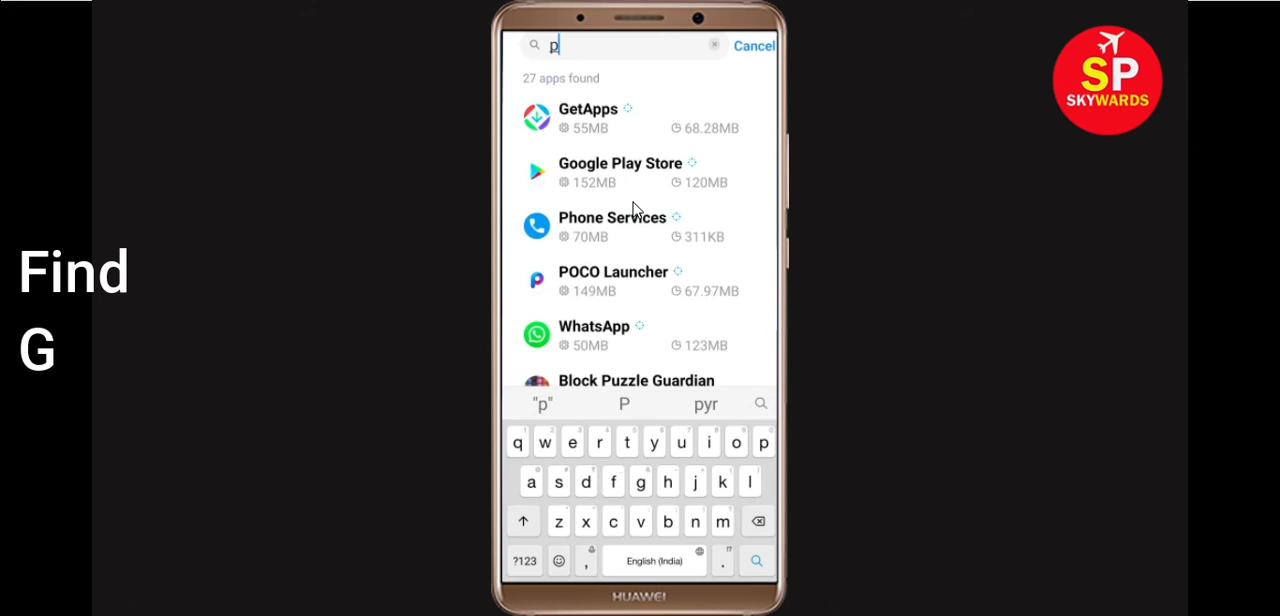 p
Cancel
27 apps found
GetApps
55MB 68.28MB
Google Play Store
152MB 120MB
Phone Services
70MB 311KB
POCO Launcher
149MB 67.97MB
WhatsApp
50MB 123MB
Block Puzzle Guardian
"p" P pyr
q w e r t y u i o p
a s d f g h j k l
z x c v b n m
?123 , English (India) .
HUAWEI
Find
G
SP
SKYWARDS